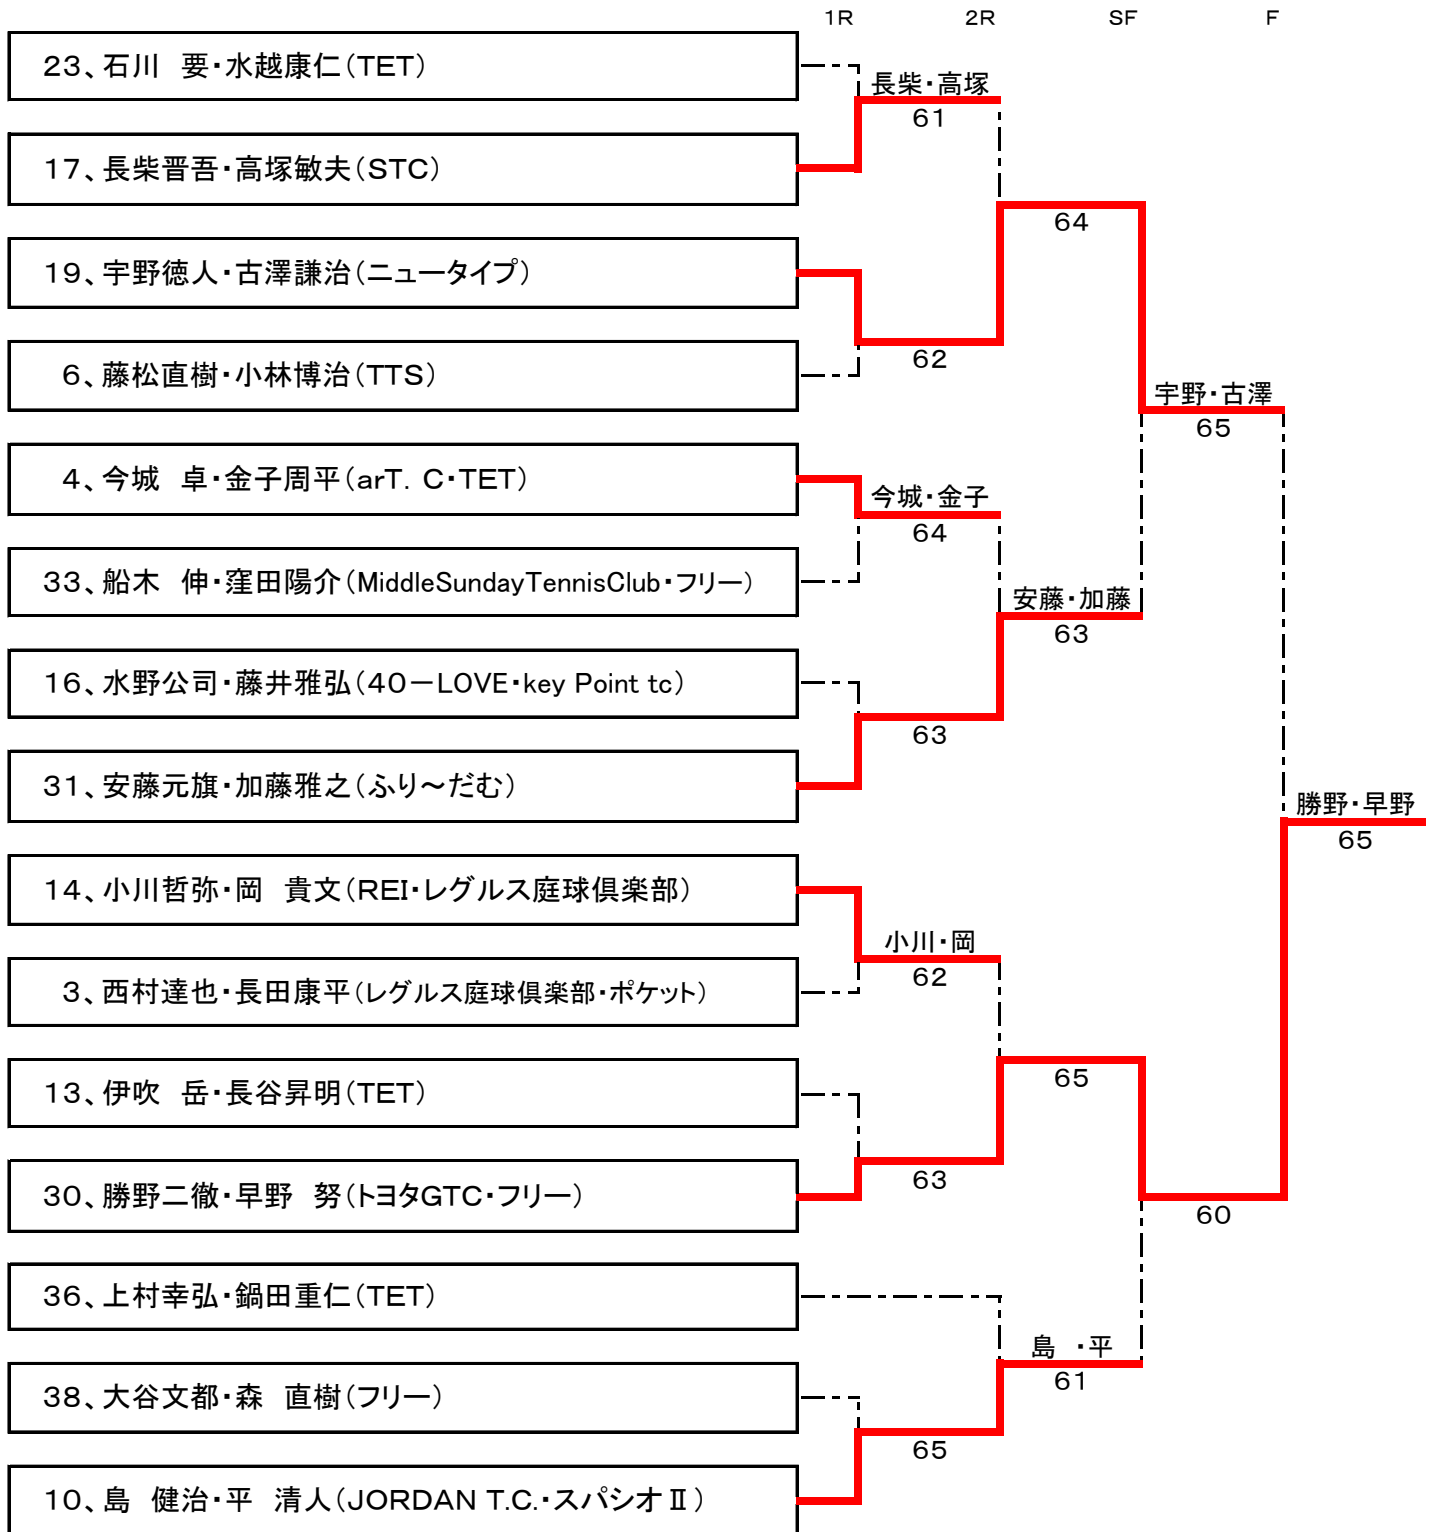 1R 2R SF F
23、石川　要・水越康仁(TET)
長柴・高塚
61
17、長柴晋吾・高塚敏夫(STC)
64
19、宇野徳人・古澤謙治(ニュータイプ)
62
6、藤松直樹・小林博治(TTS)
宇野・古澤
65
4、今城　卓・金子周平(arT. C・TET)
今城・金子
64
33、船木　伸・窪田陽介(MiddleSundayTennisClub・フリー)
安藤・加藤
63
16、水野公司・藤井雅弘(40－LOVE・key Point tc)
63
31、安藤元旗・加藤雅之(ふり～だむ)
勝野・早野
65
14、小川哲弥・岡　貴文(REI・レグルス庭球倶楽部)
小川・岡
62
3、西村達也・長田康平(レグルス庭球倶楽部・ポケット)
65
13、伊吹　岳・長谷昇明(TET)
63
30、勝野二徹・早野　努(トヨタGTC・フリー)
60
36、上村幸弘・鍋田重仁(TET)
島　・平
61
38、大谷文都・森　直樹(フリー)
65
10、島　健治・平　清人(JORDAN T.C.・スパシオⅡ)